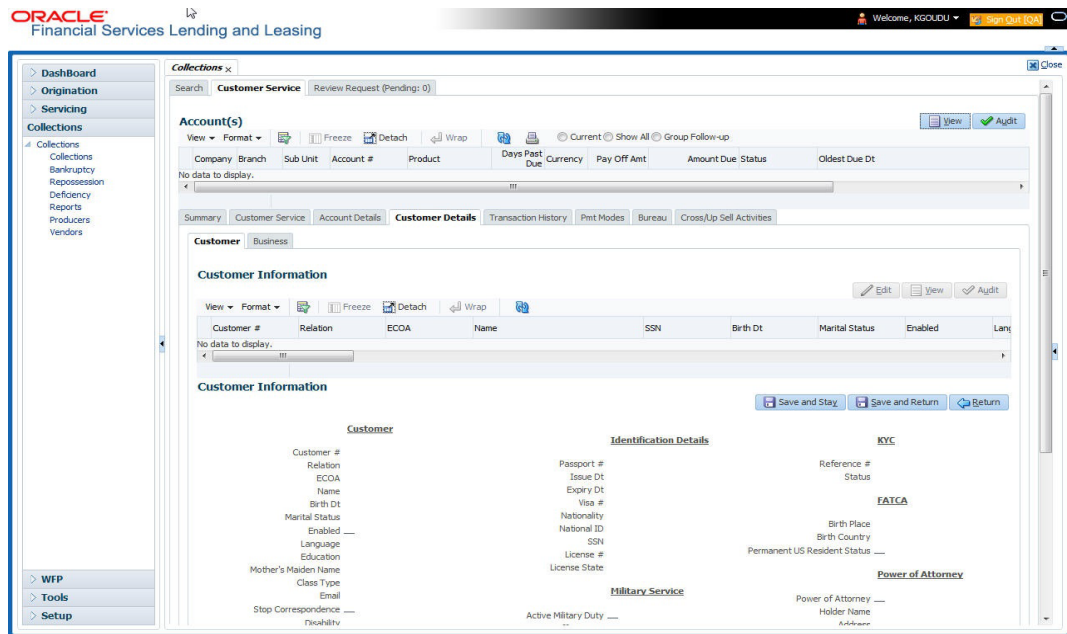 ORACLE
Financial Services Lending and Leasing
Welcome, KGOUDU
Sign Out [QA]
Close
DashBoard
Origination
Servicing
Collections
Collections
Collections
Bankruptcy
Repossession
Deficiency
Reports
Producers
Vendors
WFP
Tools
Setup
Collections x
Search Customer Service Review Request (Pending: 0)
Account(s)
View Audit
View Format Freeze Detach Wrap Current Show All Group Follow-up
Company Branch Sub Unit Account # Product Days Past Due Currency Pay Off Amt Amount Due Status Oldest Due Dt
No data to display.
Summary Customer Service Account Details Customer Details Transaction History Pmt Modes Bureau Cross/Up Sell Activities
Customer Business
Customer Information
Edit View Audit
View Format Freeze Detach Wrap
Customer # Relation ECOA Name SSN Birth Dt Marital Status Enabled Lang
No data to display.
Customer Information
Save and Stay Save and Return Return
Customer
Customer #
Relation
ECOA
Name
Birth Dt
Marital Status
Enabled
Language
Education
Mother's Maiden Name
Class Type
Email
Stop Correspondence
Disability
Identification Details
Passport #
Issue Dt
Expiry Dt
Visa #
Nationality
National ID
SSN
License #
License State
Military Service
Active Military Duty
KYC
Reference #
Status
FATCA
Birth Place
Birth Country
Permanent US Resident Status
Power of Attorney
Power of Attorney
Holder Name
Address